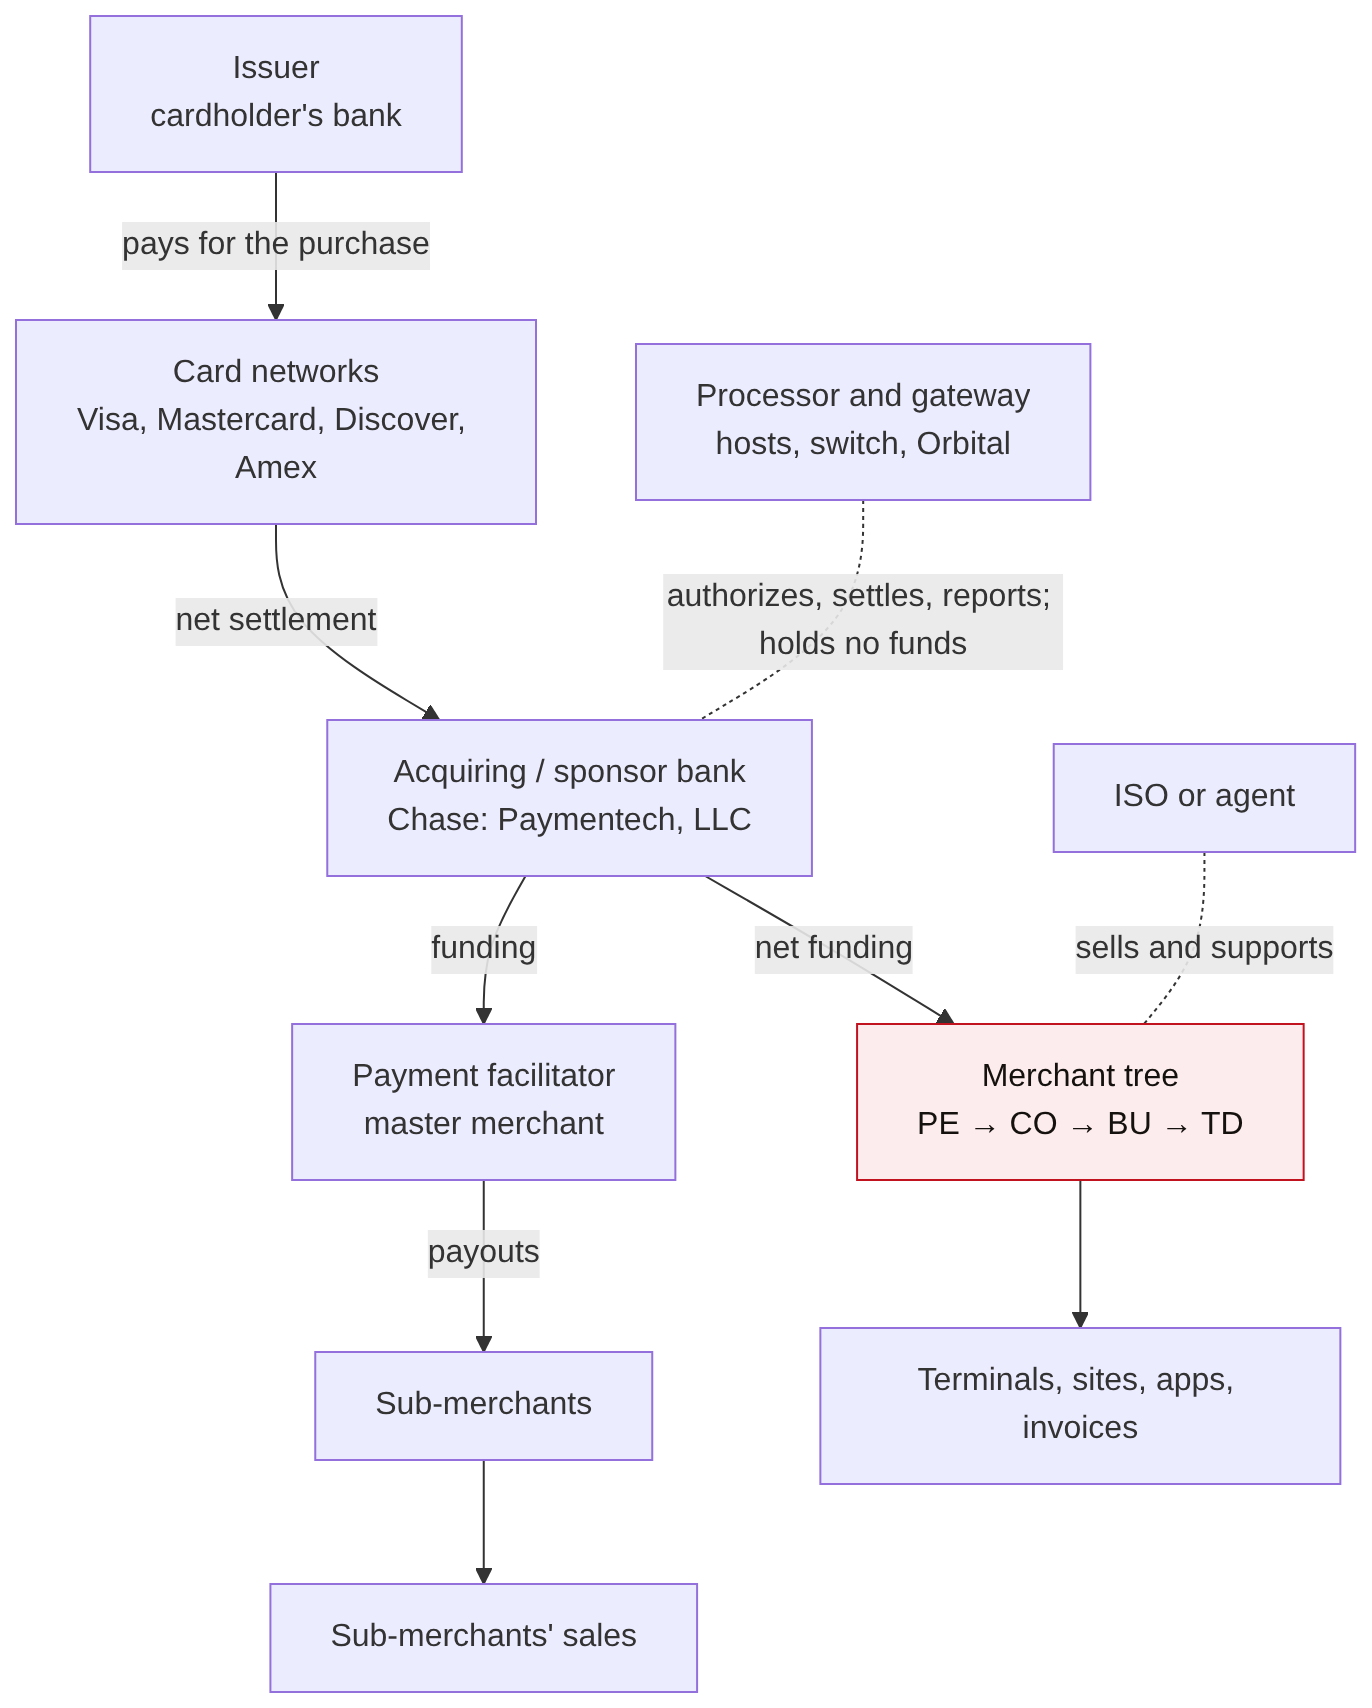 Issuer
cardholder's bank
pays for the purchase
Card networks
Visa, Mastercard, Discover,
Amex
Processor and gateway
hosts, switch, Orbital
net settlement
authorizes, settles, reports;
holds no funds
Acquiring / sponsor bank
Chase: Paymentech, LLC
ISO or agent
funding
net funding
sells and supports
Payment facilitator
master merchant
Merchant tree
PE → CO → BU → TD
payouts
Sub-merchants
Terminals, sites, apps,
invoices
Sub-merchants' sales